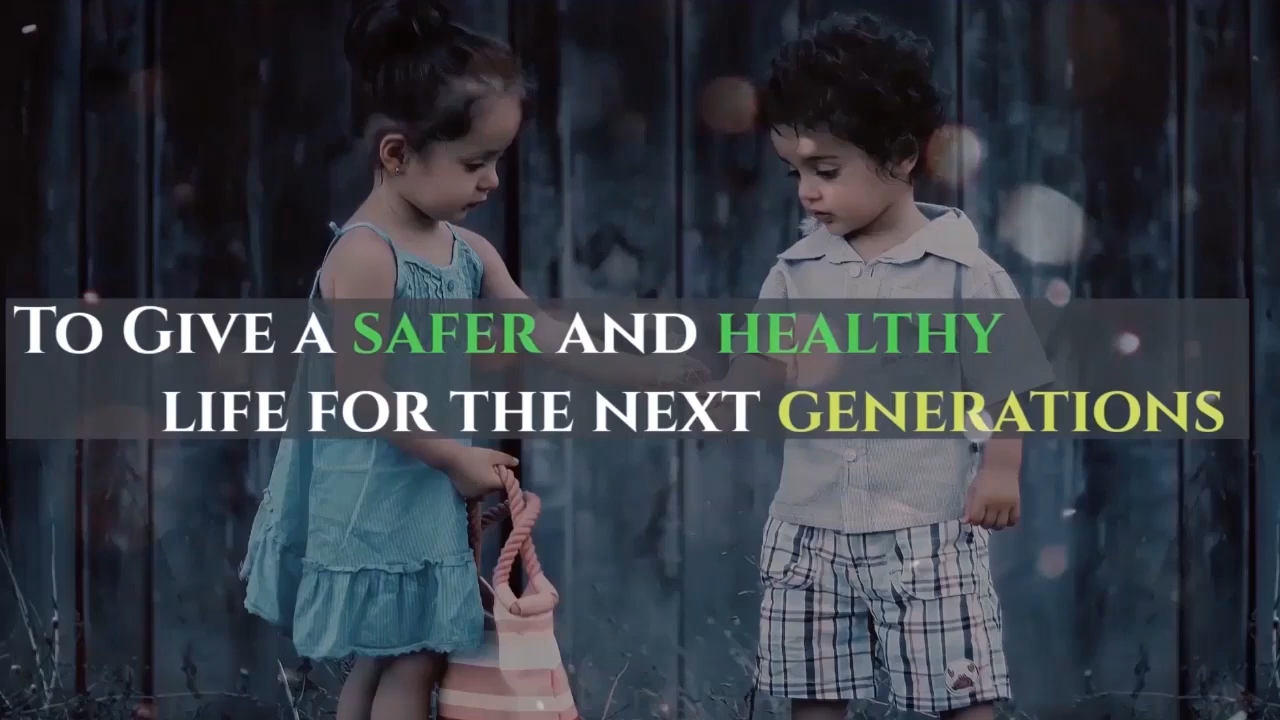 To Give a safer and healthy
life for the next generations